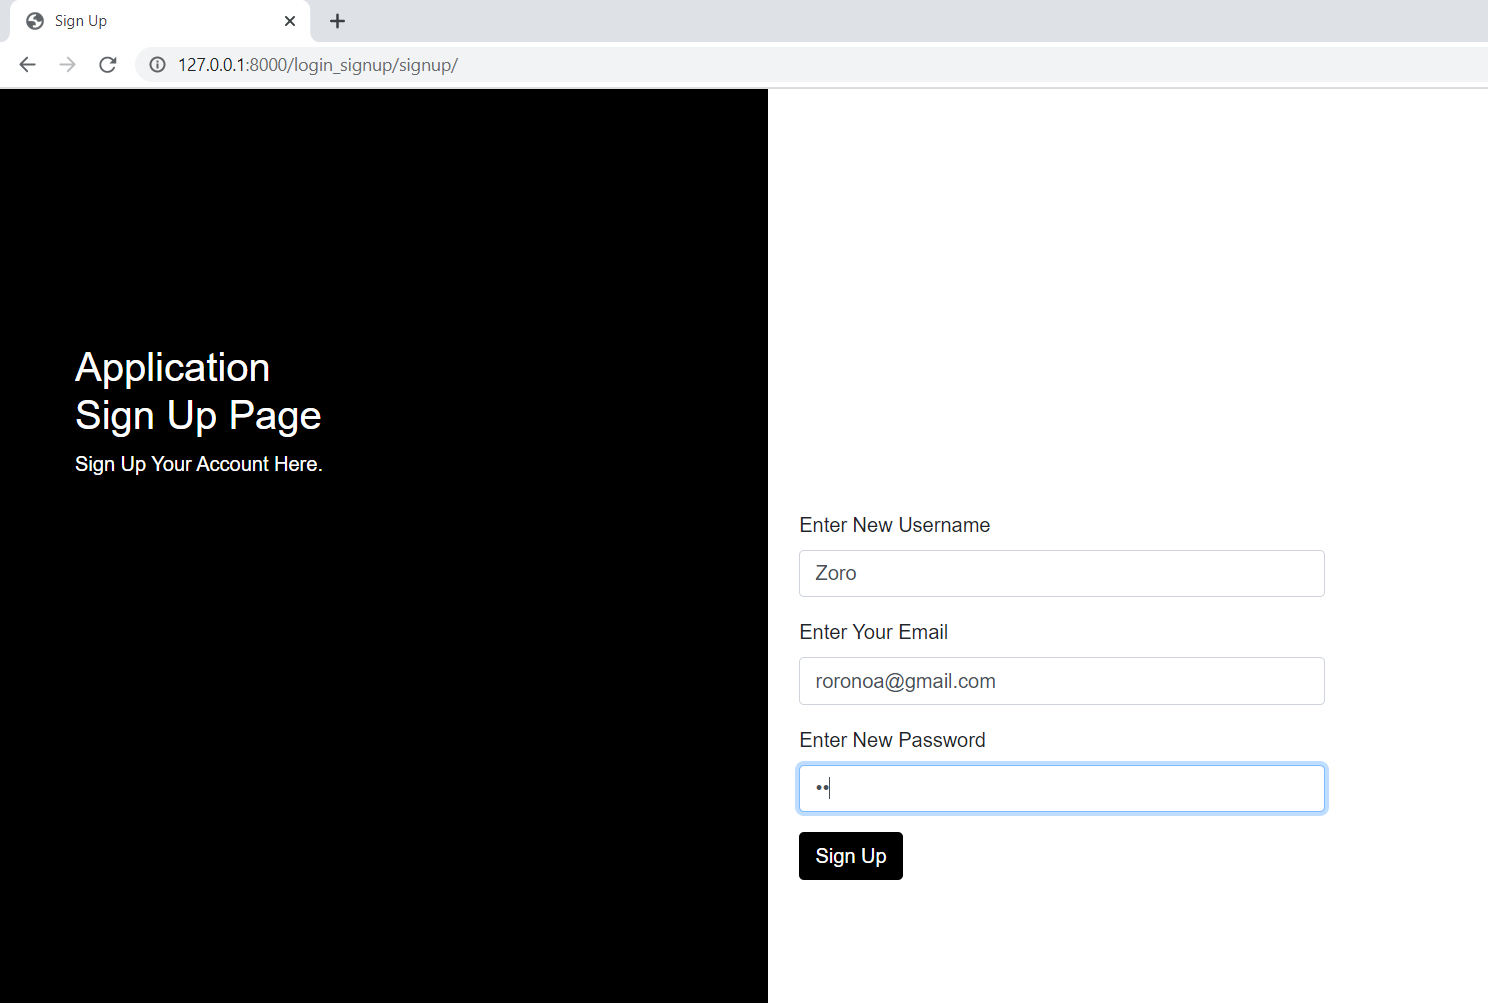 Sign Up
127.0.0.1:8000/login_signup/signup/
Application
Sign Up Page
Sign Up Your Account Here.
Enter New Username
Zoro
Enter Your Email
roronoa@gmail.com
Enter New Password
••
Sign Up